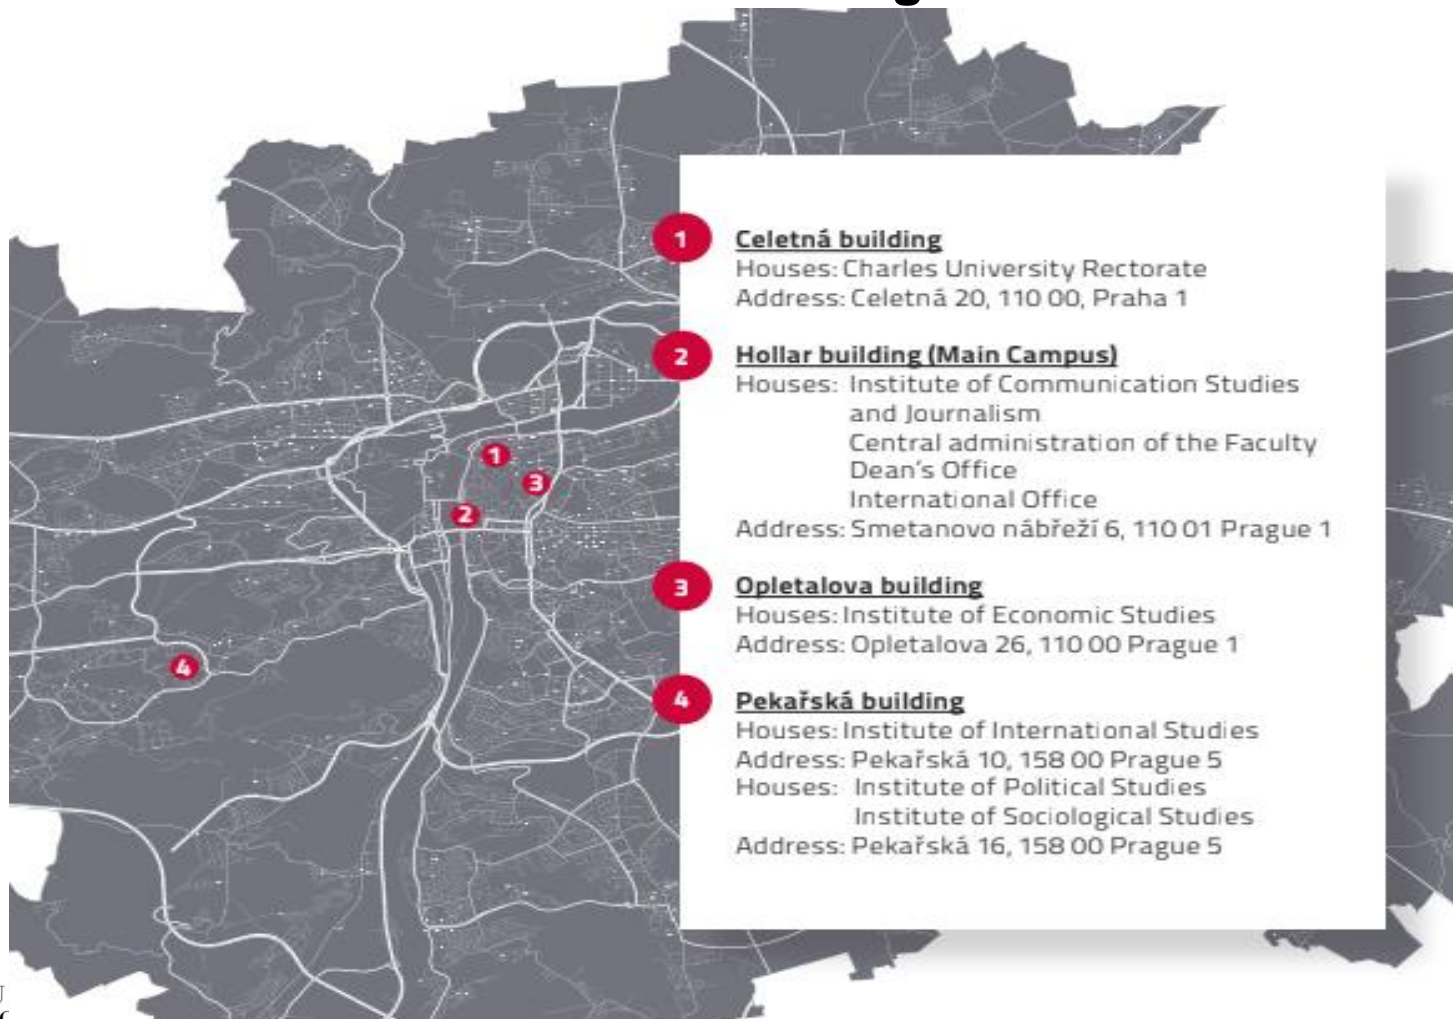 1
Celetná building
Houses: Charles University Rectorate
Address: Celetná 20, 110 00, Praha 1
2
Hollar building (Main Campus)
Houses: Institute of Communication Studies
and Journalism
Central administration of the Faculty
Dean's Office
International Office
Address: Smetanovo nábřeží 6, 110 01 Prague 1
3
Opletalova building
Houses: Institute of Economic Studies
Address: Opletalova 26, 110 00 Prague 1
4
Pekařská building
Houses: Institute of International Studies
Address: Pekařská 10, 158 00 Prague 5
Houses: Institute of Political Studies
Institute of Sociological Studies
Address: Pekařská 16, 158 00 Prague 5
1
3
2
4